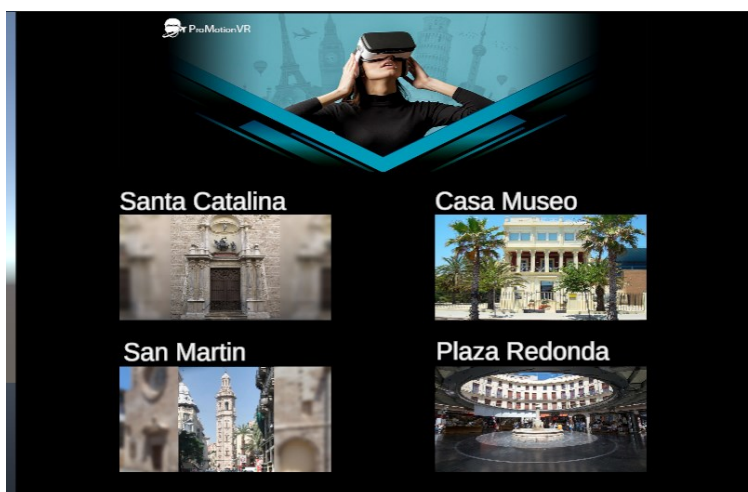 ProMotionVR
Santa Catalina
Casa Museo
San Martin
Plaza Redonda